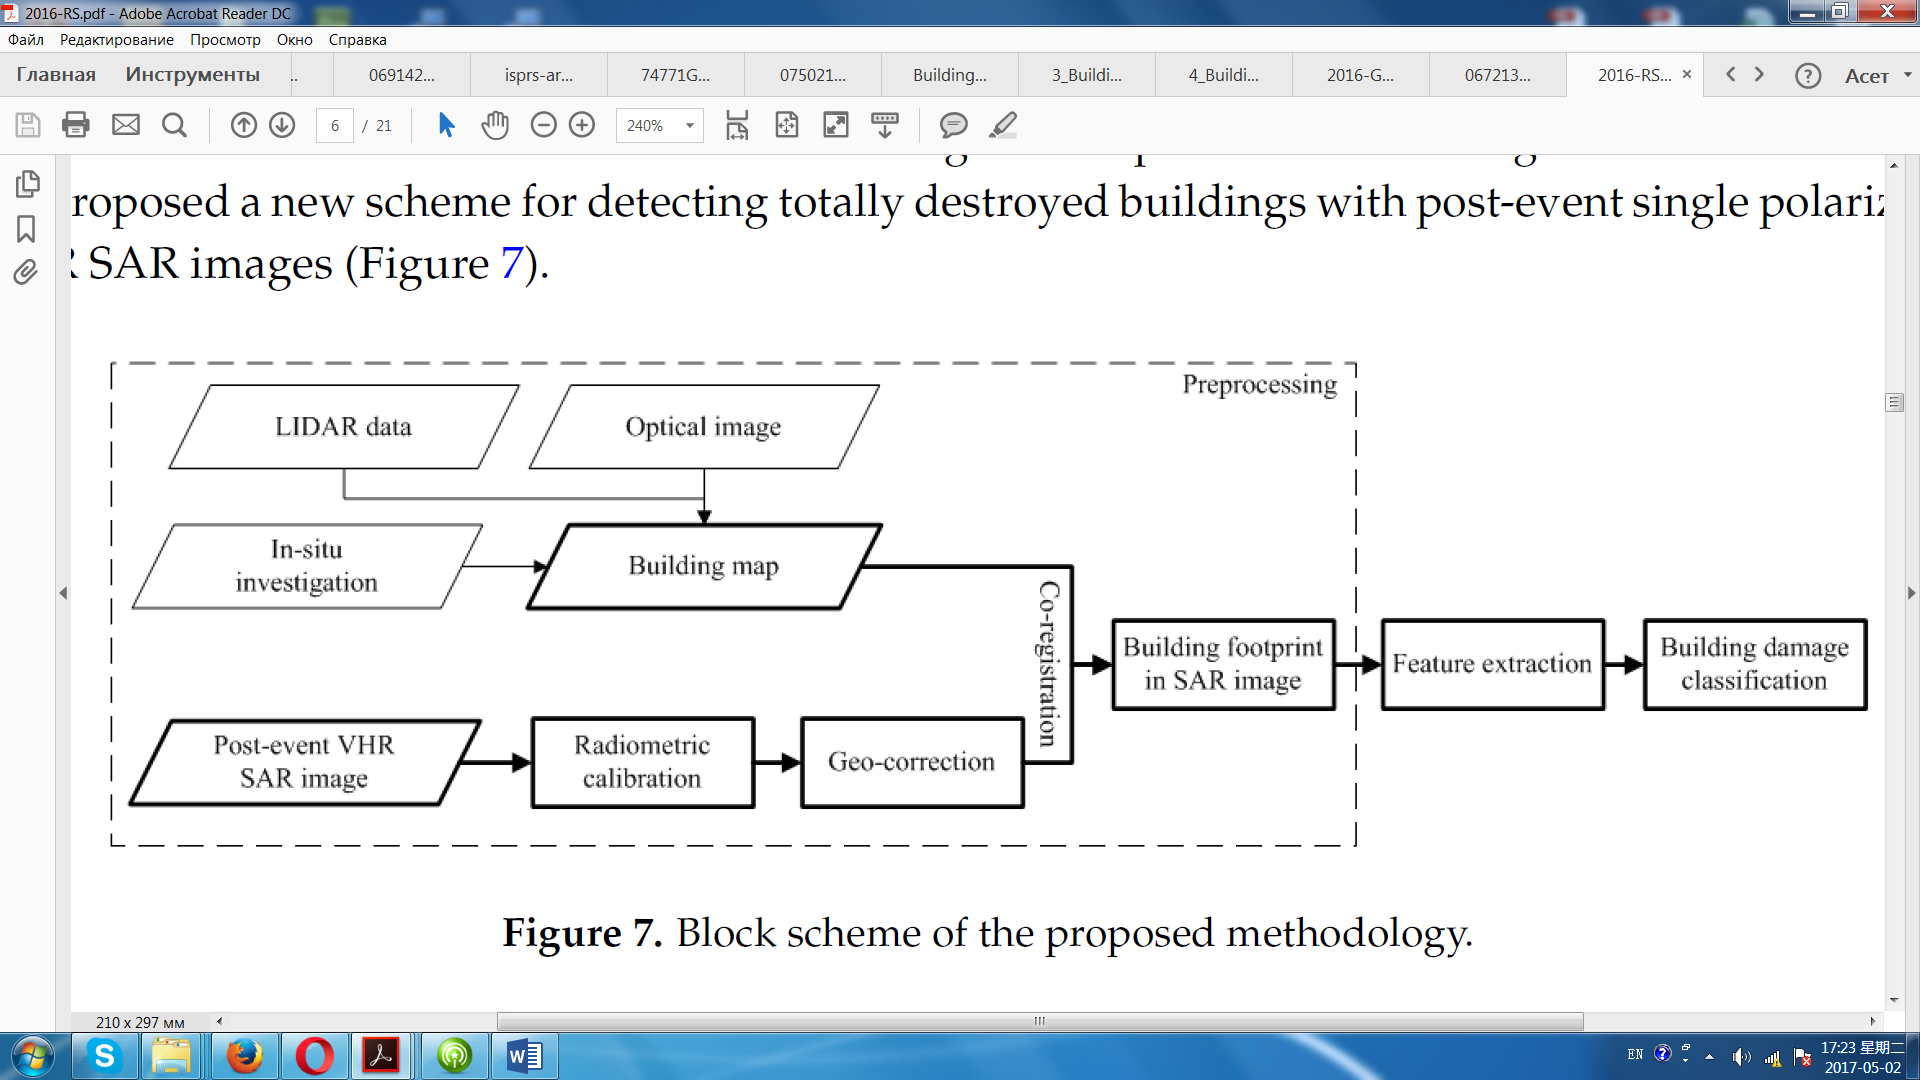 2016-RS.pdf - Adobe Acrobat Reader DC
Файл Редактирование Просмотр Окно Справка
Главная Инструменты .. 069142... isprs-ar... 74771G... 075021... Building... 3_Buildi... 4_Buildi... 2016-G... 067213... 2016-RS... × Асет
6 / 21 240%
roposed a new scheme for detecting totally destroyed buildings with post-event single polariz
R SAR images (Figure 7).
Preprocessing
LIDAR data
Optical image
In-situ
investigation
Building map
Co-registration
Building footprint
in SAR image
Feature extraction
Building damage
classification
Post-event VHR
SAR image
Radiometric
calibration
Geo-correction
Figure 7. Block scheme of the proposed methodology.
210 x 297 мм
EN 17:23 星期二
2017-05-02